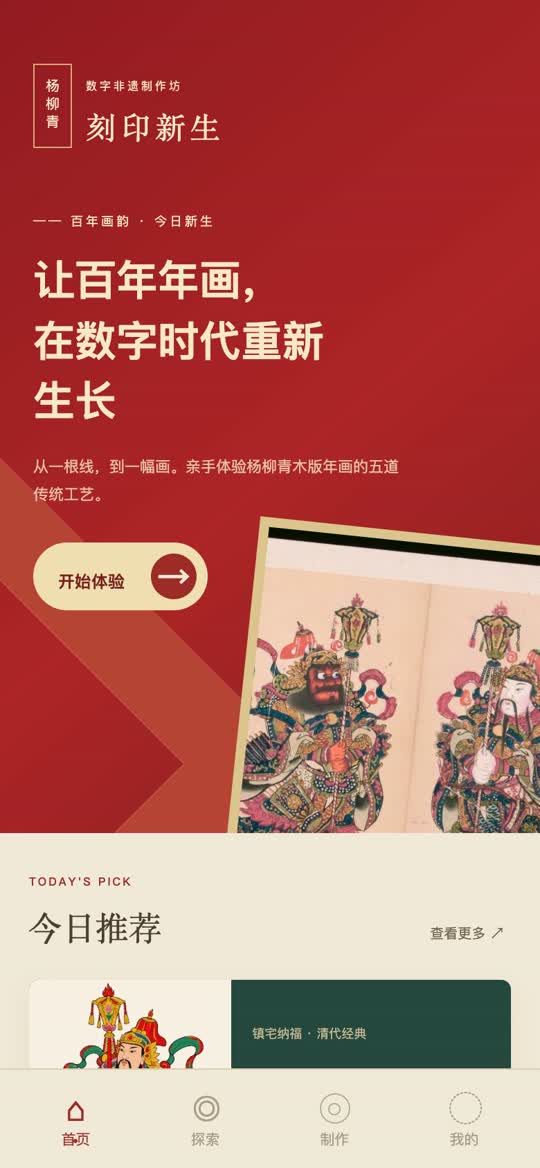 杨柳青
数字非遗制作坊
刻印新生
—— 百年画韵 · 今日新生
让百年年画，
在数字时代重新
生长
从一根线，到一幅画。亲手体验杨柳青木版年画的五道
传统工艺。
开始体验
TODAY'S PICK
今日推荐
查看更多 ↗
镇宅纳福 · 清代经典
首页
探索
制作
我的